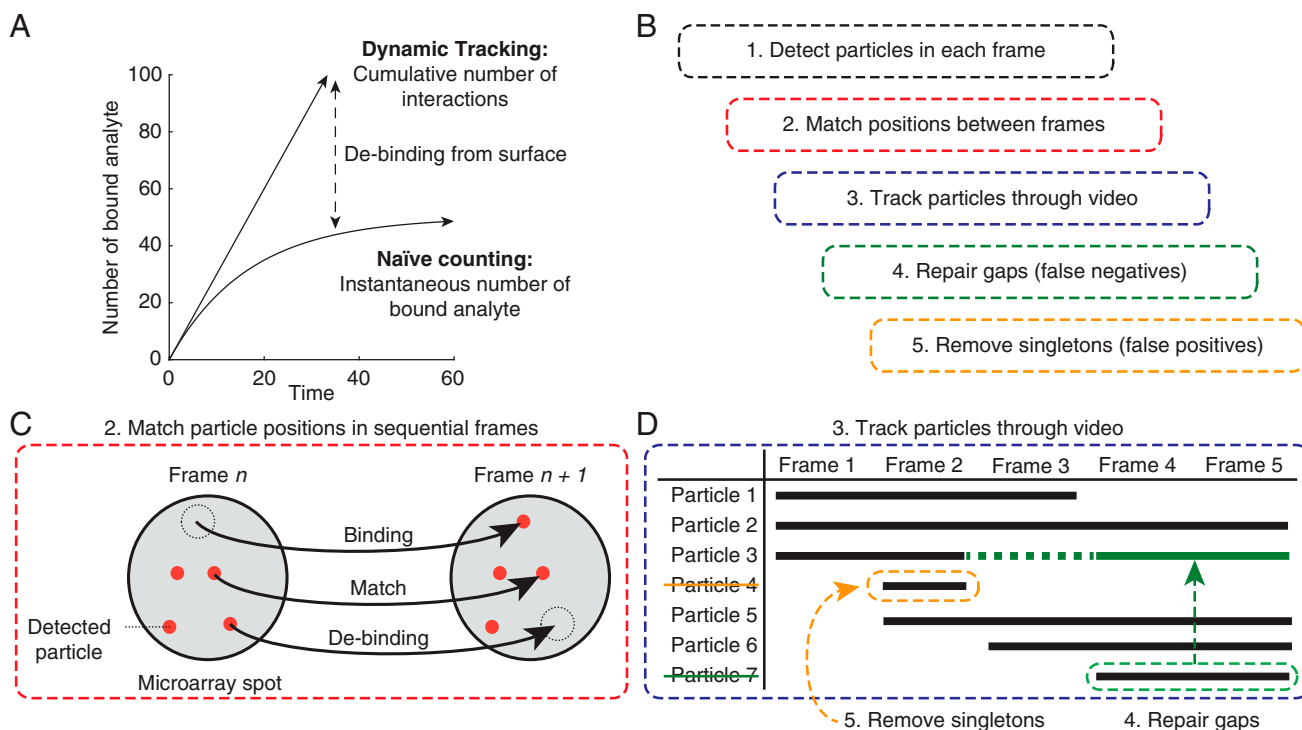 A
Dynamic Tracking:
Cumulative number of
interactions
De-binding from surface
Naïve counting:
Instantaneous number of
bound analyte
Number of bound analyte
100
80
60
40
20
0
0 20 40 60
Time
B
1. Detect particles in each frame
2. Match positions between frames
3. Track particles through video
4. Repair gaps (false negatives)
5. Remove singletons (false positives)
C
2. Match particle positions in sequential frames
Frame n
Frame n + 1
Binding
Match
De-binding
Detected
particle
Microarray spot
D
3. Track particles through video
Frame 1 Frame 2 Frame 3 Frame 4 Frame 5
Particle 1
Particle 2
Particle 3
Particle 4
Particle 5
Particle 6
Particle 7
5. Remove singletons
4. Repair gaps